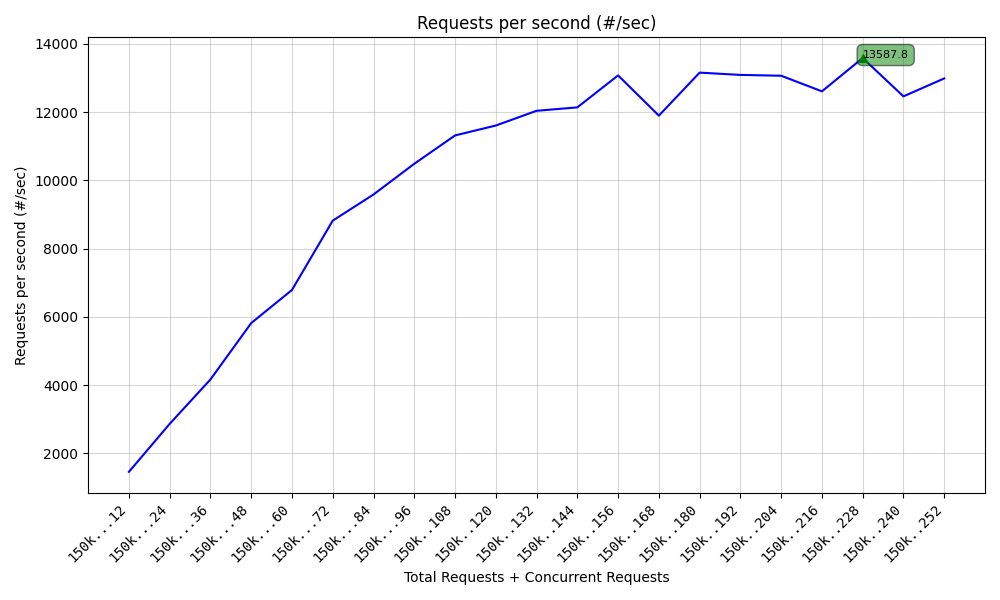 Requests per second (#/sec)
14000
13587.8
12000
10000
8000
6000
4000
2000
Requests per second (#/sec)
150k...12
150k...24
150k...36
150k...48
150k...60
150k...72
150k...84
150k...96
150k..108
150k..120
150k..132
150k..144
150k..156
150k..168
150k..180
150k..192
150k..204
150k..216
150k..228
150k..240
150k..252
Total Requests + Concurrent Requests